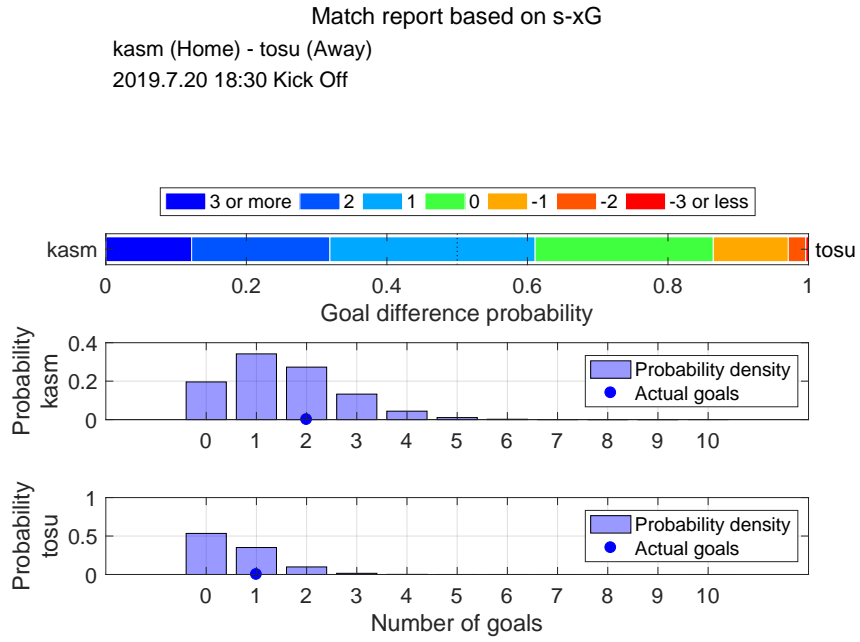 Match report based on s-xG
kasm (Home) - tosu (Away)
2019.7.20 18:30 Kick Off
3 or more 2 1 0 -1 -2 -3 or less
kasm tosu
0 0.2 0.4 0.6 0.8 1
Goal difference probability
Probability
kasm
0.4
0.2
0
Probability density
Actual goals
0 1 2 3 4 5 6 7 8 9 10
Probability
tosu
1
0.5
0
Probability density
Actual goals
0 1 2 3 4 5 6 7 8 9 10
Number of goals